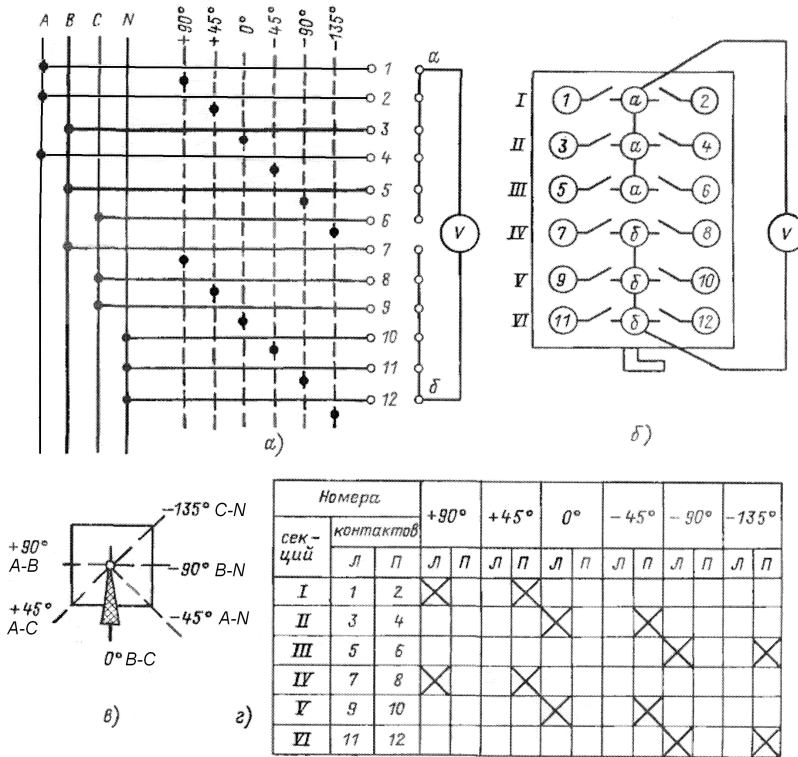 A B C N +90° +45° 0° -45° -90° -135°
1 а
2
3
4
5
6
7
8
9
10
11
12 б
V
а)
I 1 а 2
II 3 а 4
III 5 а 6
IV 7 б 8
V 9 б 10
VI 11 б 12
V
б)
-135° C-N
+90°
A-B
-90° B-N
+45°
A-C
-45° A-N
0° B-C
в)
г)
Номера +90° +45° 0° -45° -90° -135°
сек-
ций
контактов
Л П Л П Л П Л П Л П Л П Л П
I 1 2
II 3 4
III 5 6
IV 7 8
V 9 10
VI 11 12